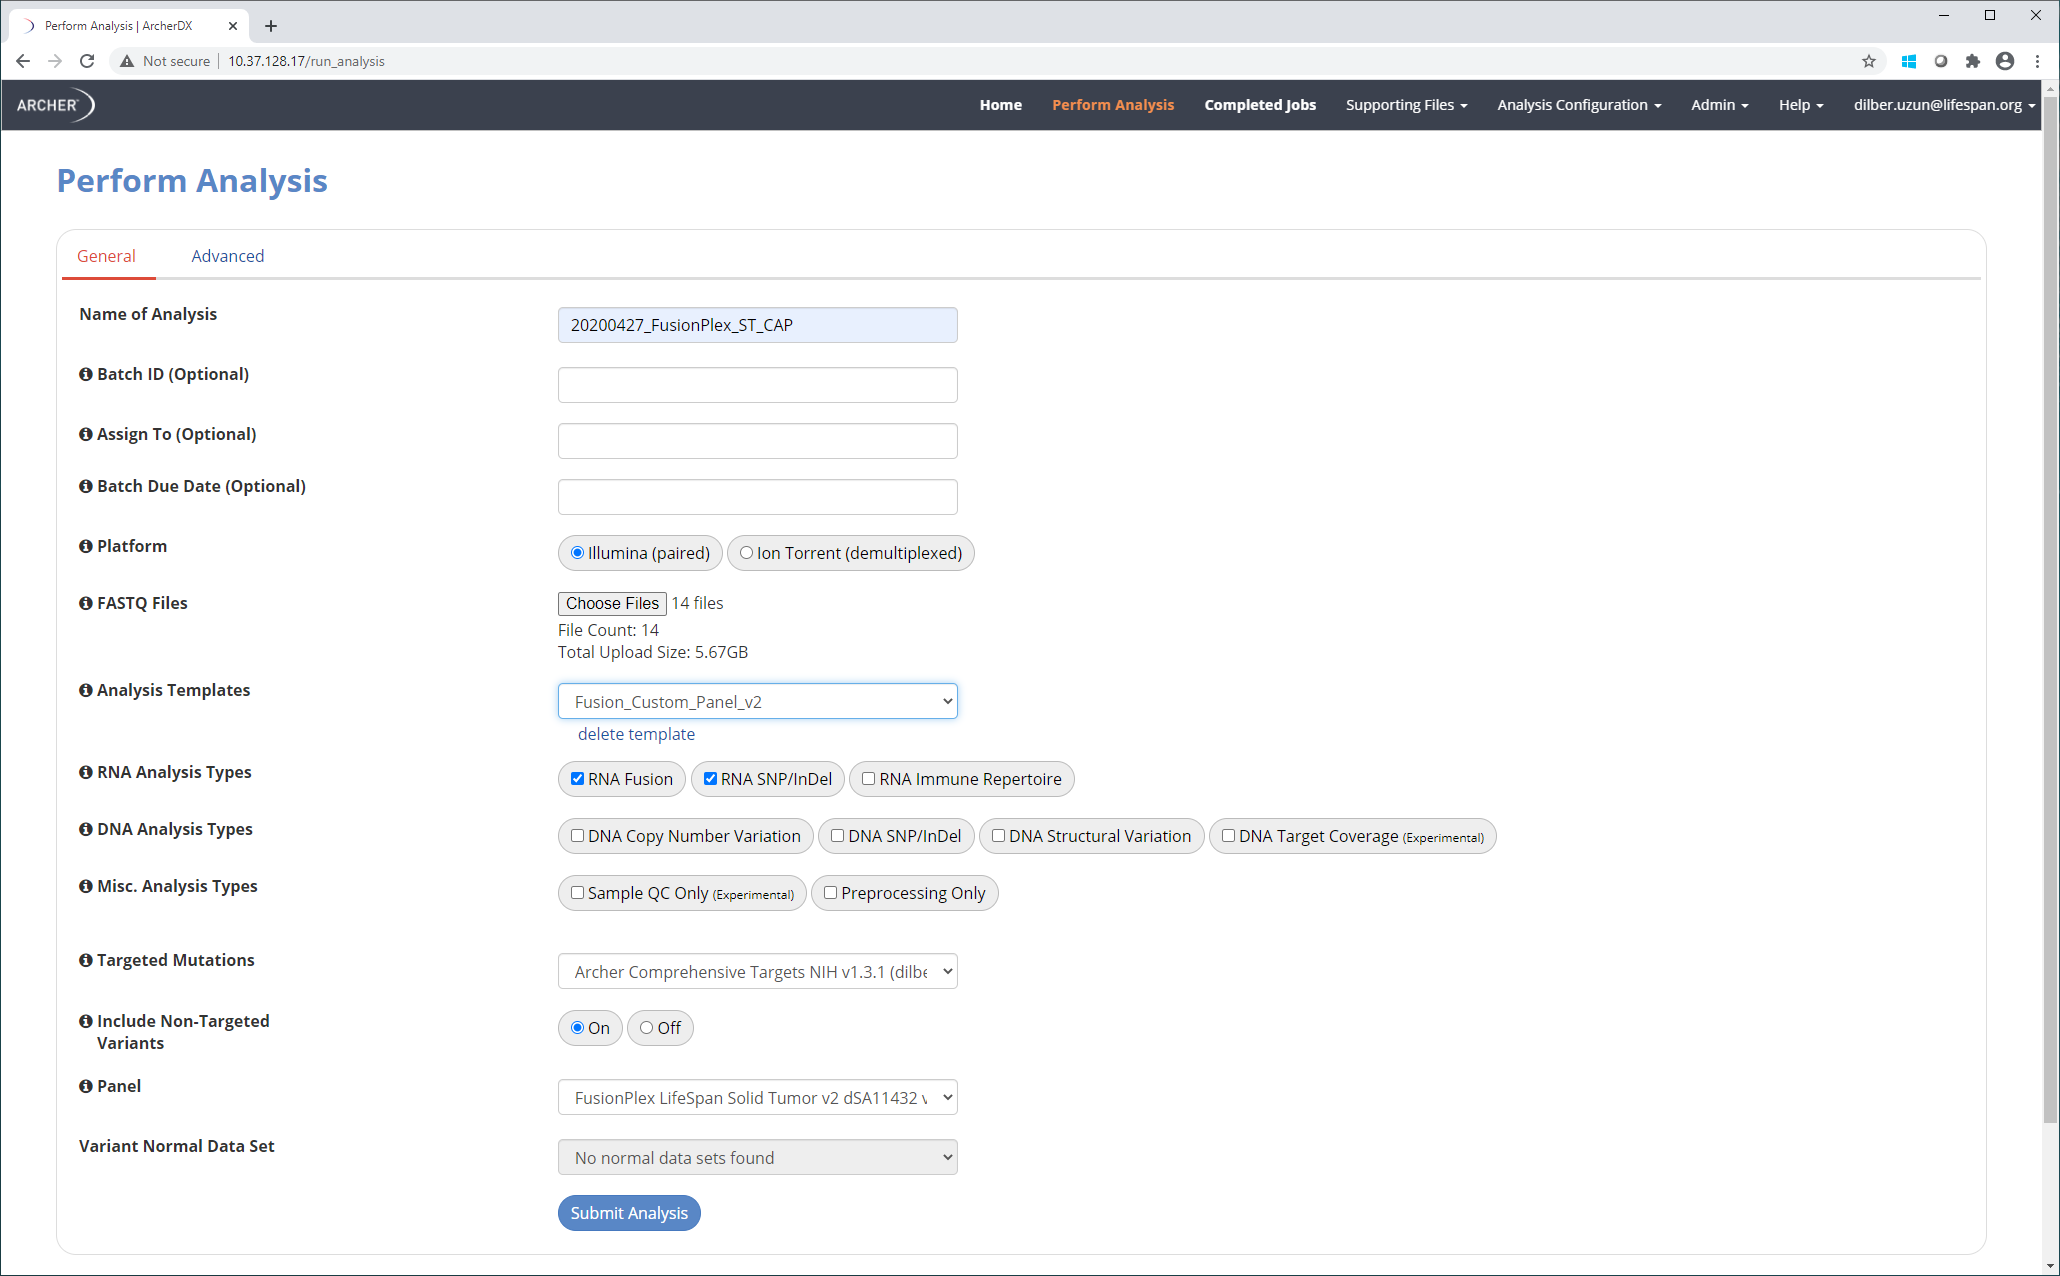 Perform Analysis | ArcherDX
Not secure | 10.37.128.17/run_analysis
ARCHER
Home Perform Analysis Completed Jobs Supporting Files Analysis Configuration Admin Help dilber.uzun@lifespan.org
Perform Analysis
General Advanced
Name of Analysis 20200427_FusionPlex_ST_CAP
Batch ID (Optional)
Assign To (Optional)
Batch Due Date (Optional)
Platform Illumina (paired) Ion Torrent (demultiplexed)
FASTQ Files Choose Files 14 files
File Count: 14
Total Upload Size: 5.67GB
Analysis Templates Fusion_Custom_Panel_v2
delete template
RNA Analysis Types RNA Fusion RNA SNP/InDel RNA Immune Repertoire
DNA Analysis Types DNA Copy Number Variation DNA SNP/InDel DNA Structural Variation DNA Target Coverage (Experimental)
Misc. Analysis Types Sample QC Only (Experimental) Preprocessing Only
Targeted Mutations Archer Comprehensive Targets NIH v1.3.1 (dilbe
Include Non-Targeted On Off
Variants
Panel FusionPlex LifeSpan Solid Tumor v2 dSA11432 v
Variant Normal Data Set No normal data sets found
Submit Analysis